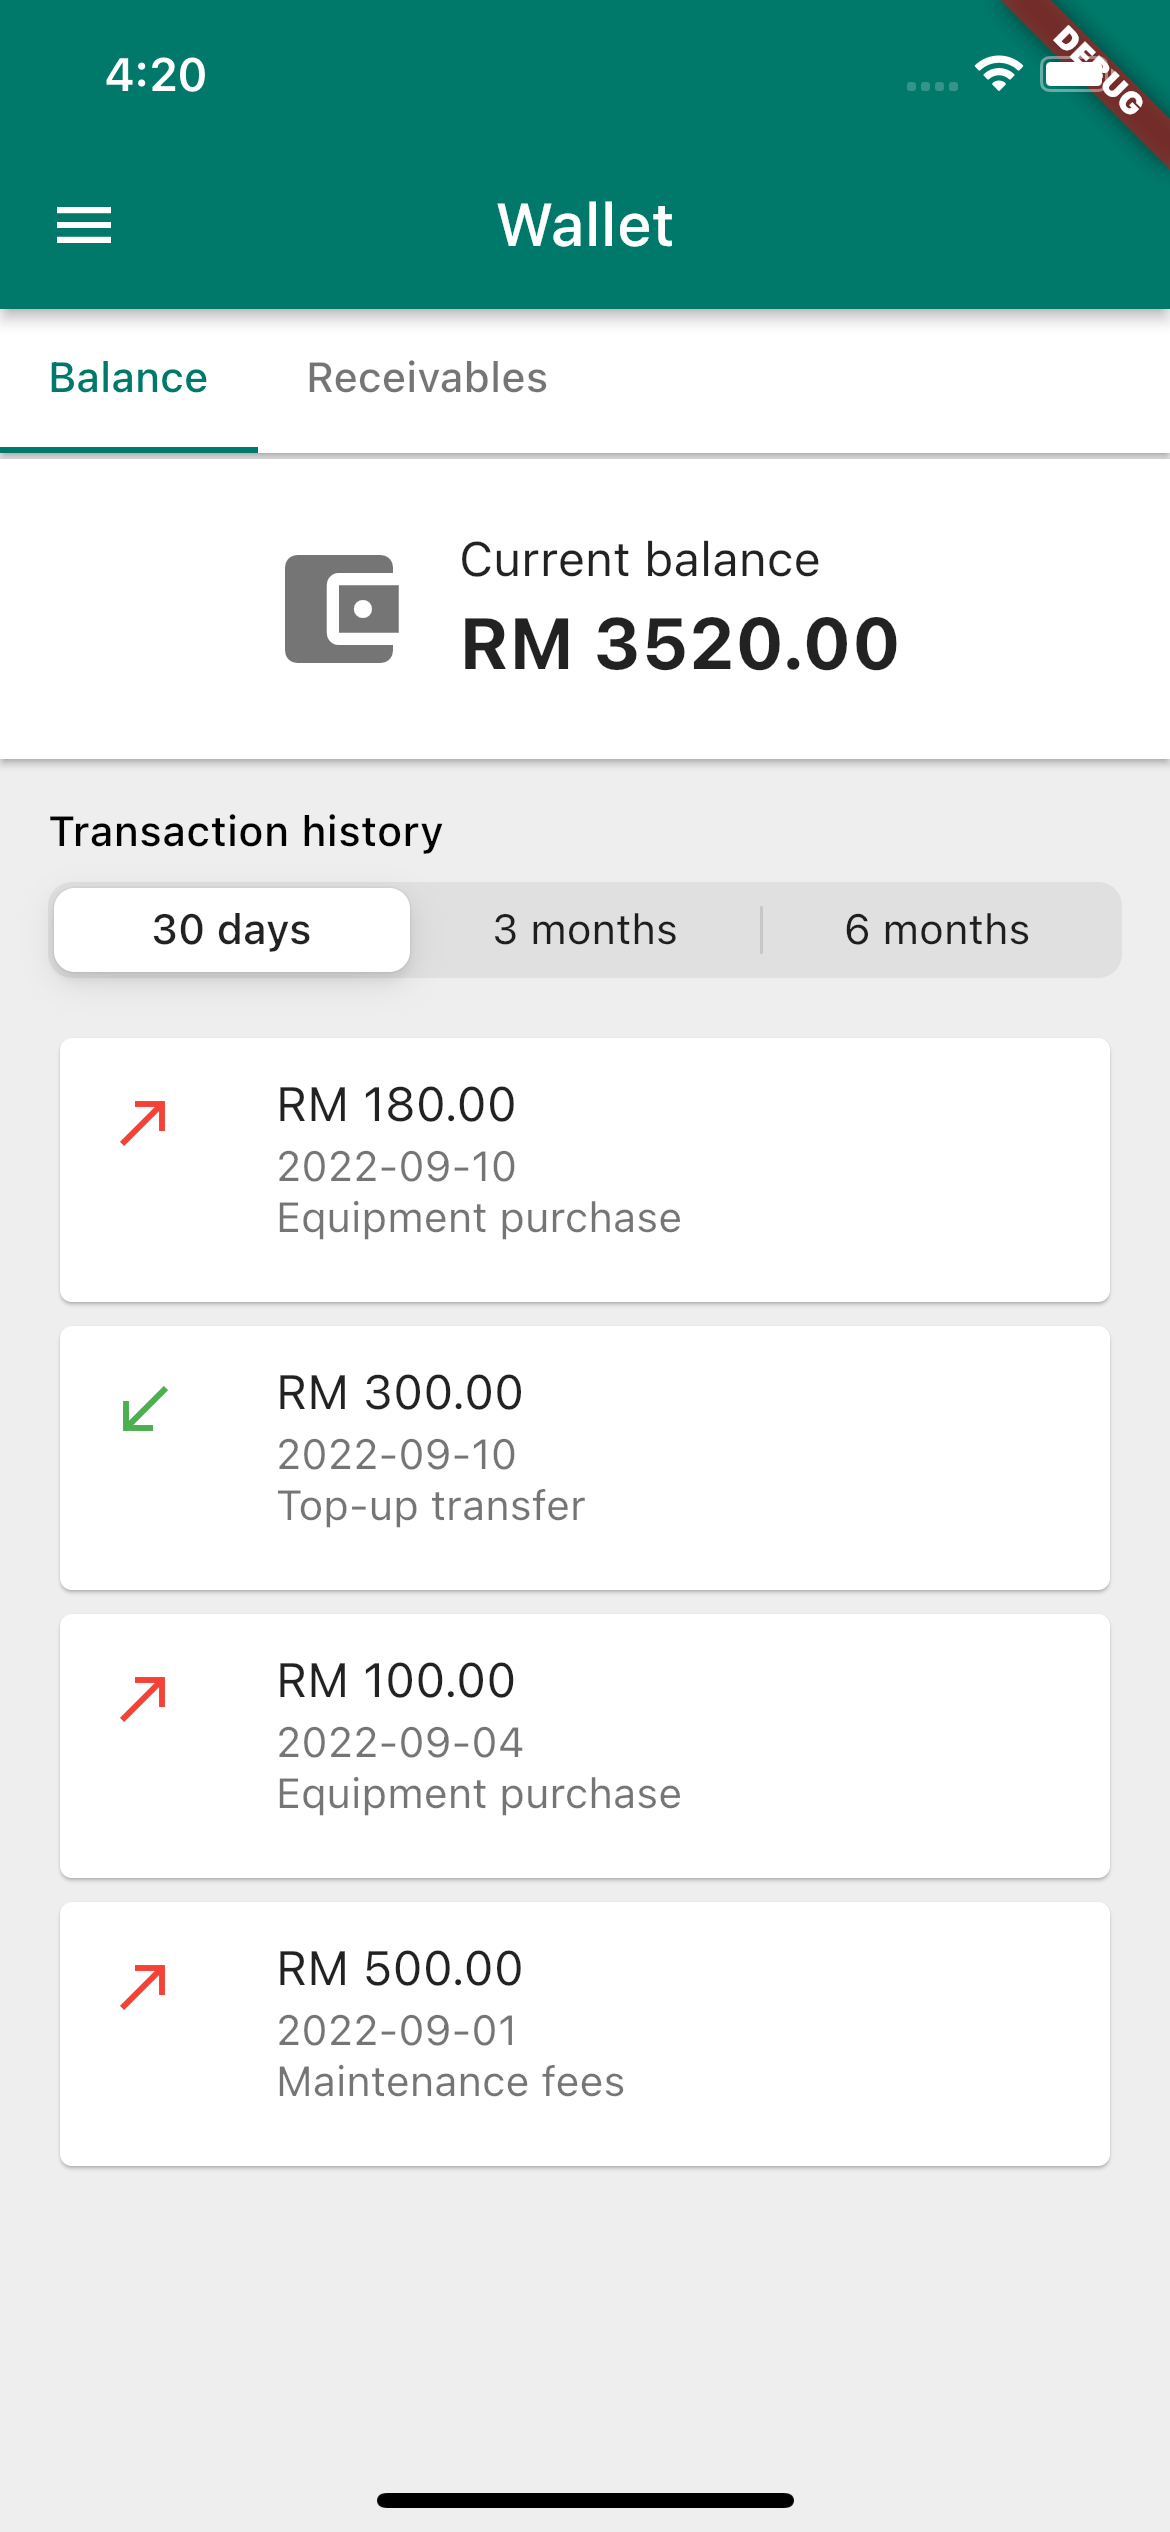 4:20
DEBUG
Wallet
Balance
Receivables
Current balance
RM 3520.00
Transaction history
30 days
3 months
6 months
RM 180.00
2022-09-10
Equipment purchase
RM 300.00
2022-09-10
Top-up transfer
RM 100.00
2022-09-04
Equipment purchase
RM 500.00
2022-09-01
Maintenance fees